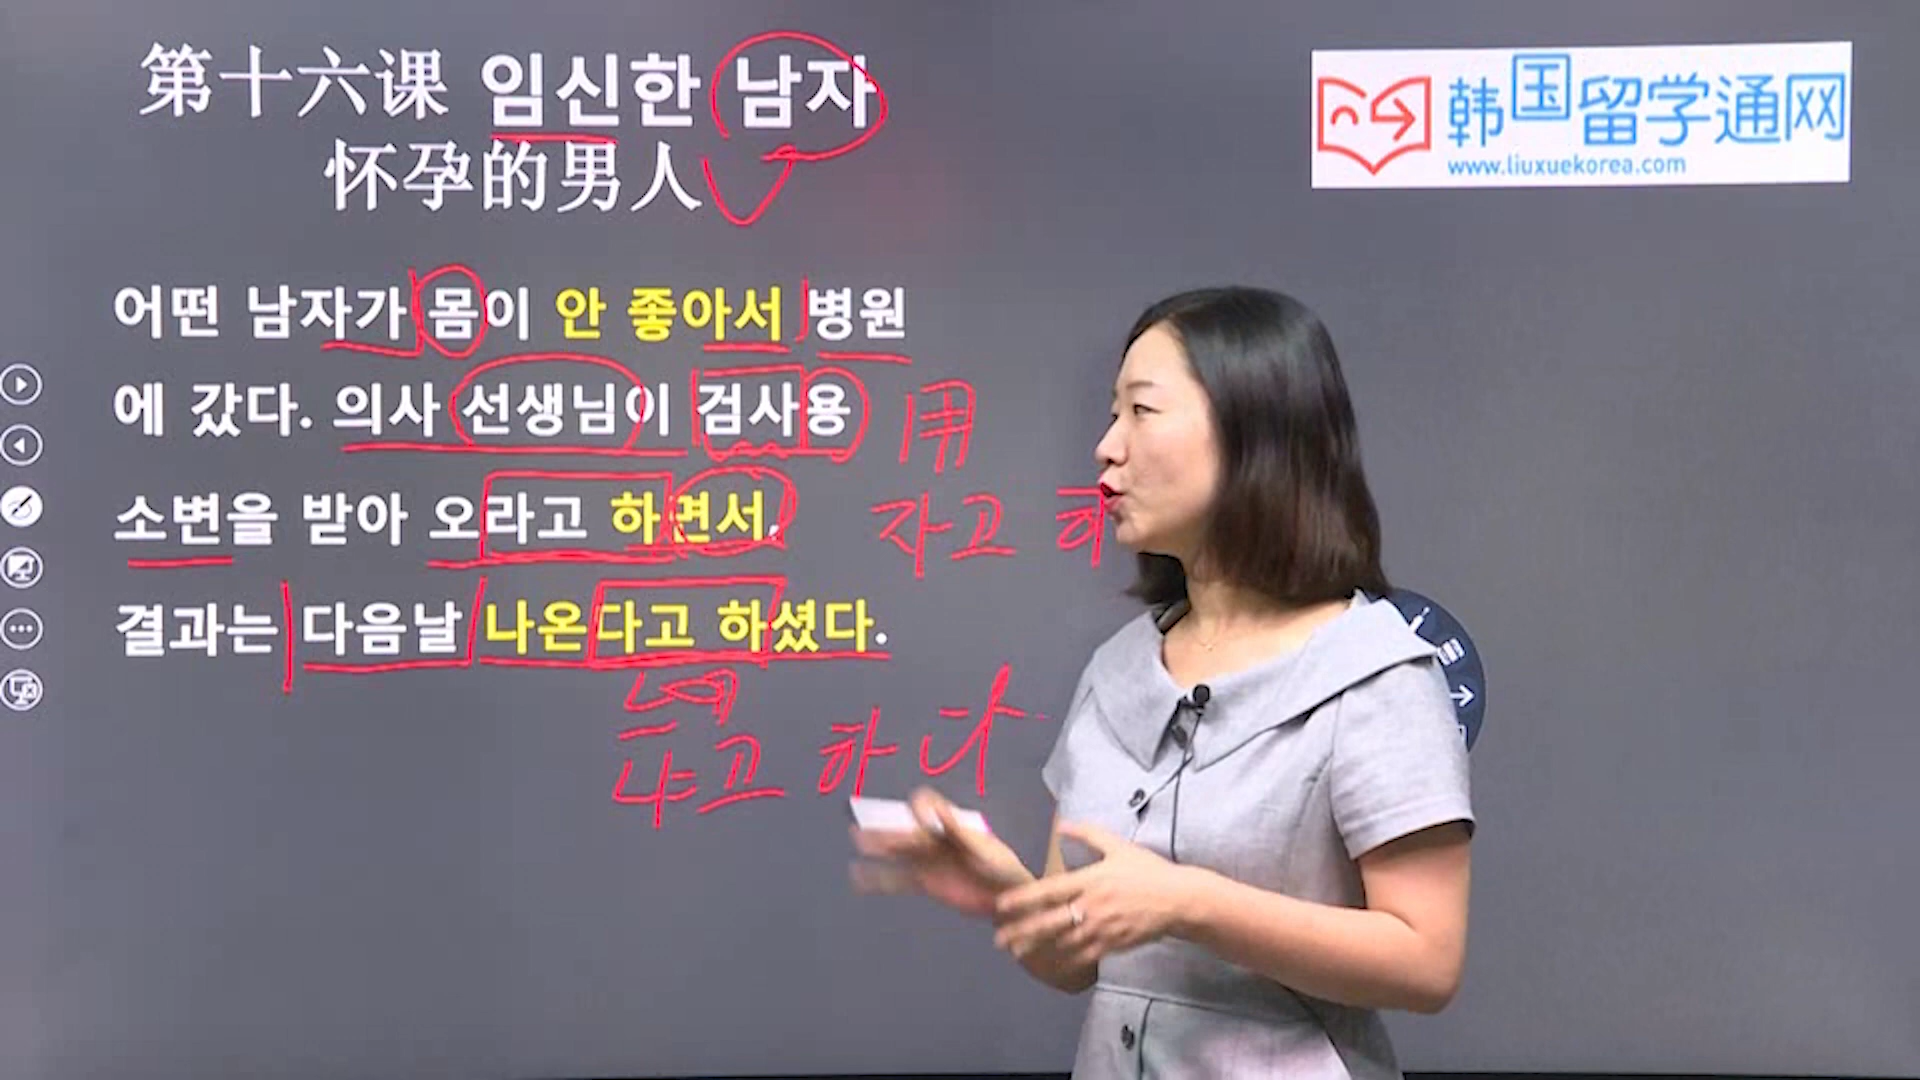 第十六课 임신한 남자
怀孕的男人
韩国留学通网
www.liuxuekorea.com
어떤 남자가 몸이 안 좋아서 병원
에 갔다. 의사 선생님이 검사용
用
소변을 받아 오라고 하면서,
자고 하
결과는 다음날 나온다고 하셨다.
냐고 하다